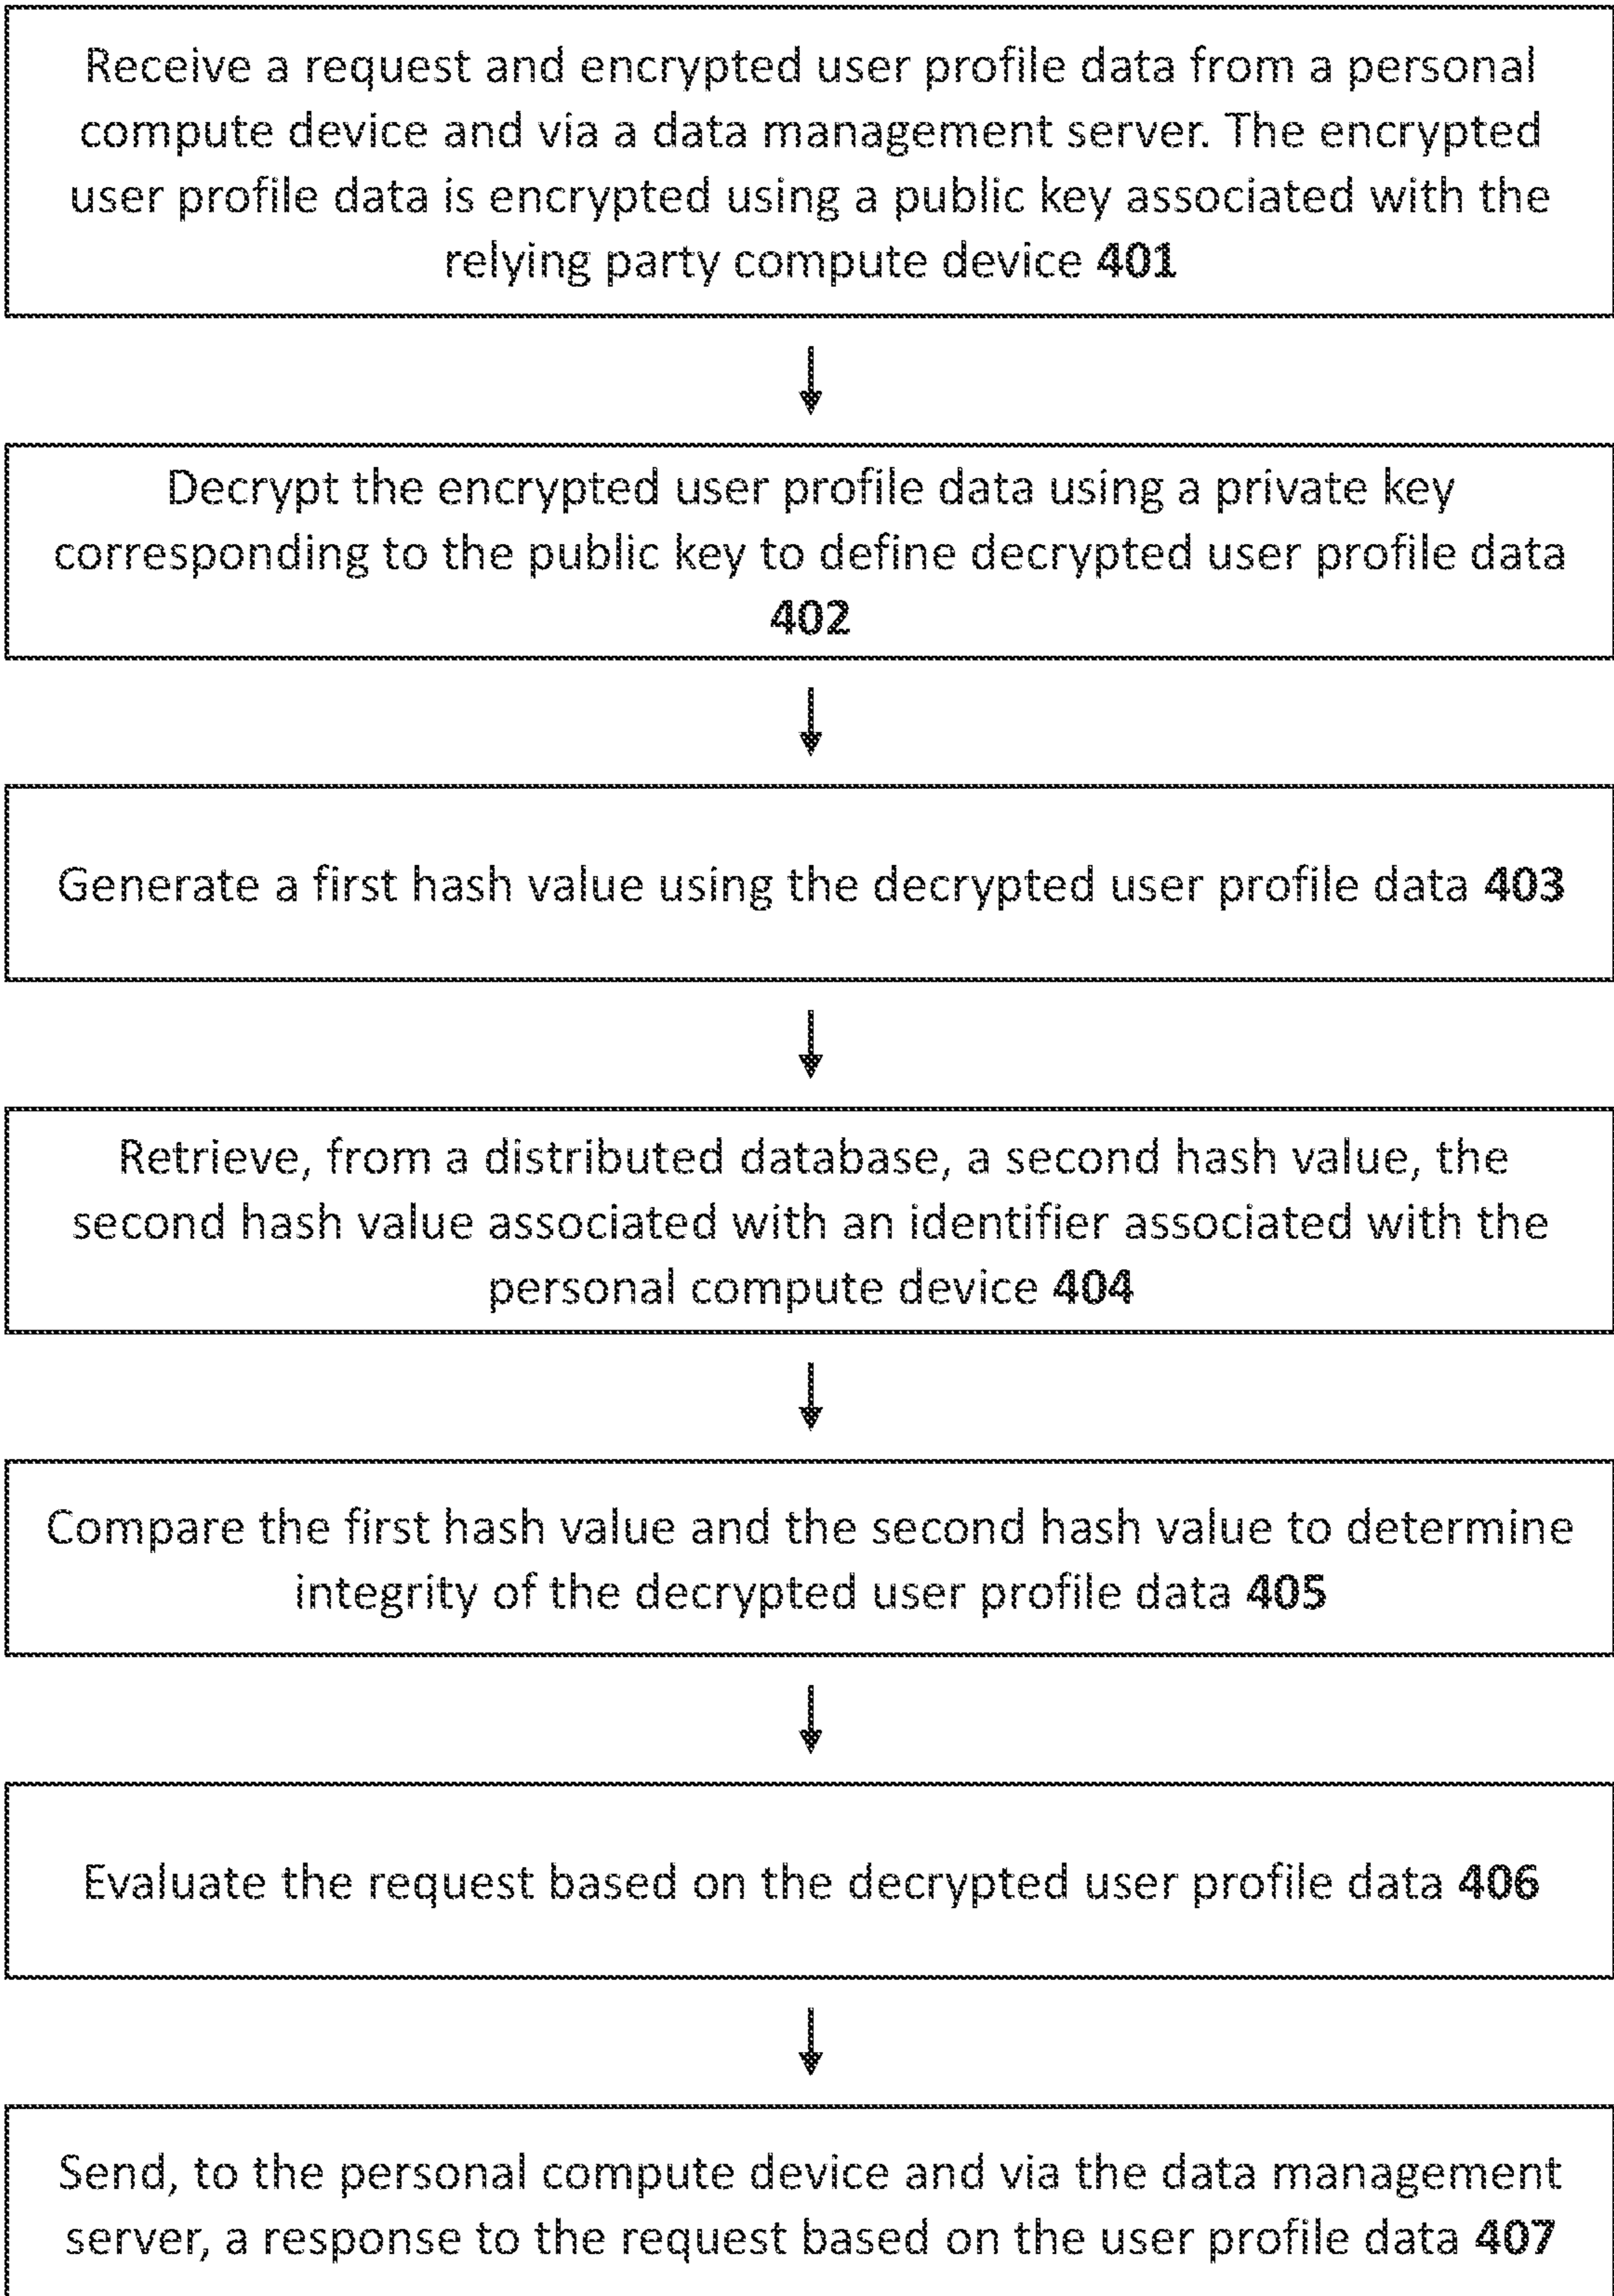 Receive a request and encrypted user profile data from a personal
compute device and via a data management server. The encrypted
user profile data is encrypted using a public key associated with the
relying party compute device 401
Decrypt the encrypted user profile data using a private key
corresponding to the public key to define decrypted user profile data
402
Generate a first hash value using the decrypted user profile data 403
Retrieve, from a distributed database, a second hash value, the
second hash value associated with an identifier associated with the
personal compute device 404
Compare the first hash value and the second hash value to determine
integrity of the decrypted user profile data 405
Evaluate the request based on the decrypted user profile data 406
Send, to the personal compute device and via the data management
server, a response to the request based on the user profile data 407